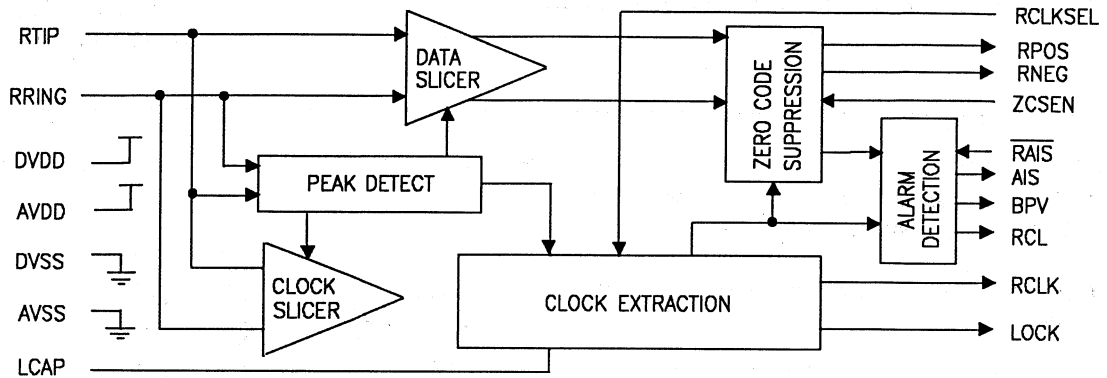 RTIP
RRING
DVDD
AVDD
DVSS
AVSS
LCAP
DATA
SLICER
PEAK DETECT
CLOCK
SLICER
CLOCK EXTRACTION
ZERO CODE
SUPPRESSION
ALARM
DETECTION
RCLKSEL
RPOS
RNEG
ZCSEN
RAIS
AIS
BPV
RCL
RCLK
LOCK